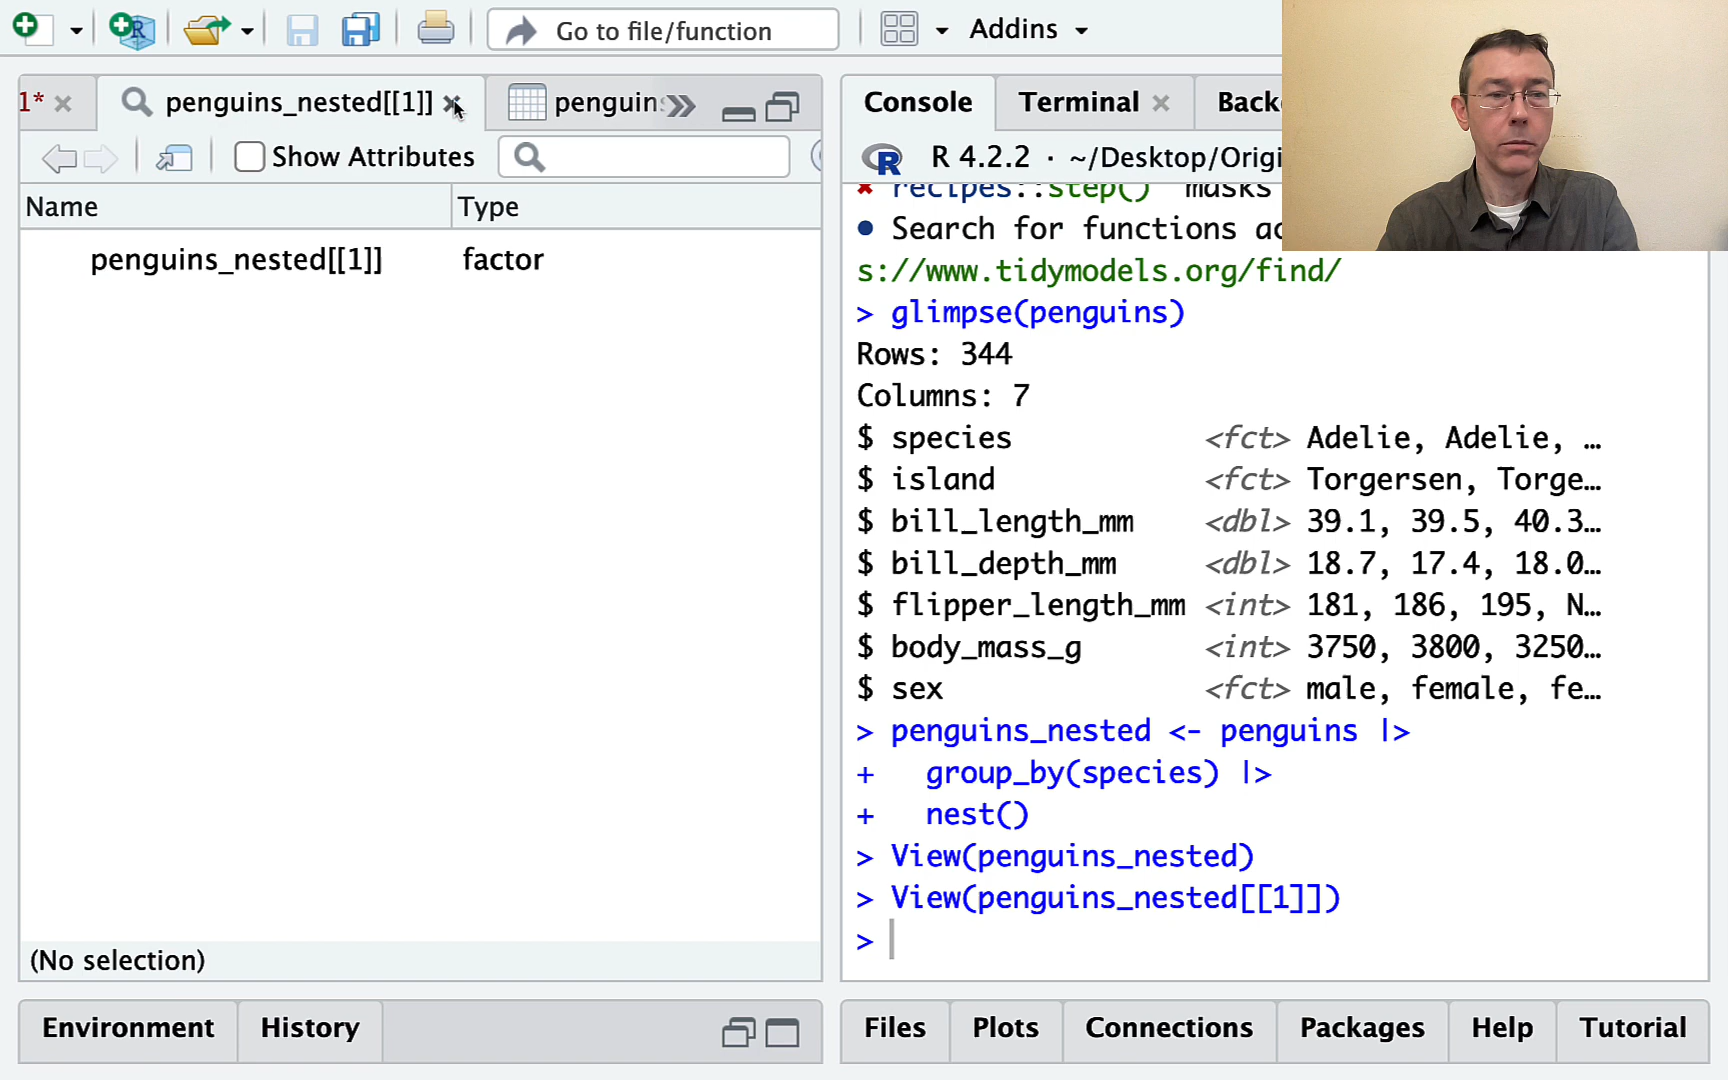 Go to file/function
Addins
1*
penguins_nested[[1]]
penguin
Show Attributes
Name Type
penguins_nested[[1]] factor
(No selection)
Environment
History
Console
Terminal
R 4.2.2 · ~/Desktop/Origi
✖ recipes::step() masks
• Search for functions ac
s://www.tidymodels.org/find/
> glimpse(penguins)
Rows: 344
Columns: 7
$ species <fct> Adelie, Adelie, …
$ island <fct> Torgersen, Torge…
$ bill_length_mm <dbl> 39.1, 39.5, 40.3…
$ bill_depth_mm <dbl> 18.7, 17.4, 18.0…
$ flipper_length_mm <int> 181, 186, 195, N…
$ body_mass_g <int> 3750, 3800, 3250…
$ sex <fct> male, female, fe…
> penguins_nested <- penguins |>
+ group_by(species) |>
+ nest()
> View(penguins_nested)
> View(penguins_nested[[1]])
>
Files
Plots
Connections
Packages
Help
Tutorial